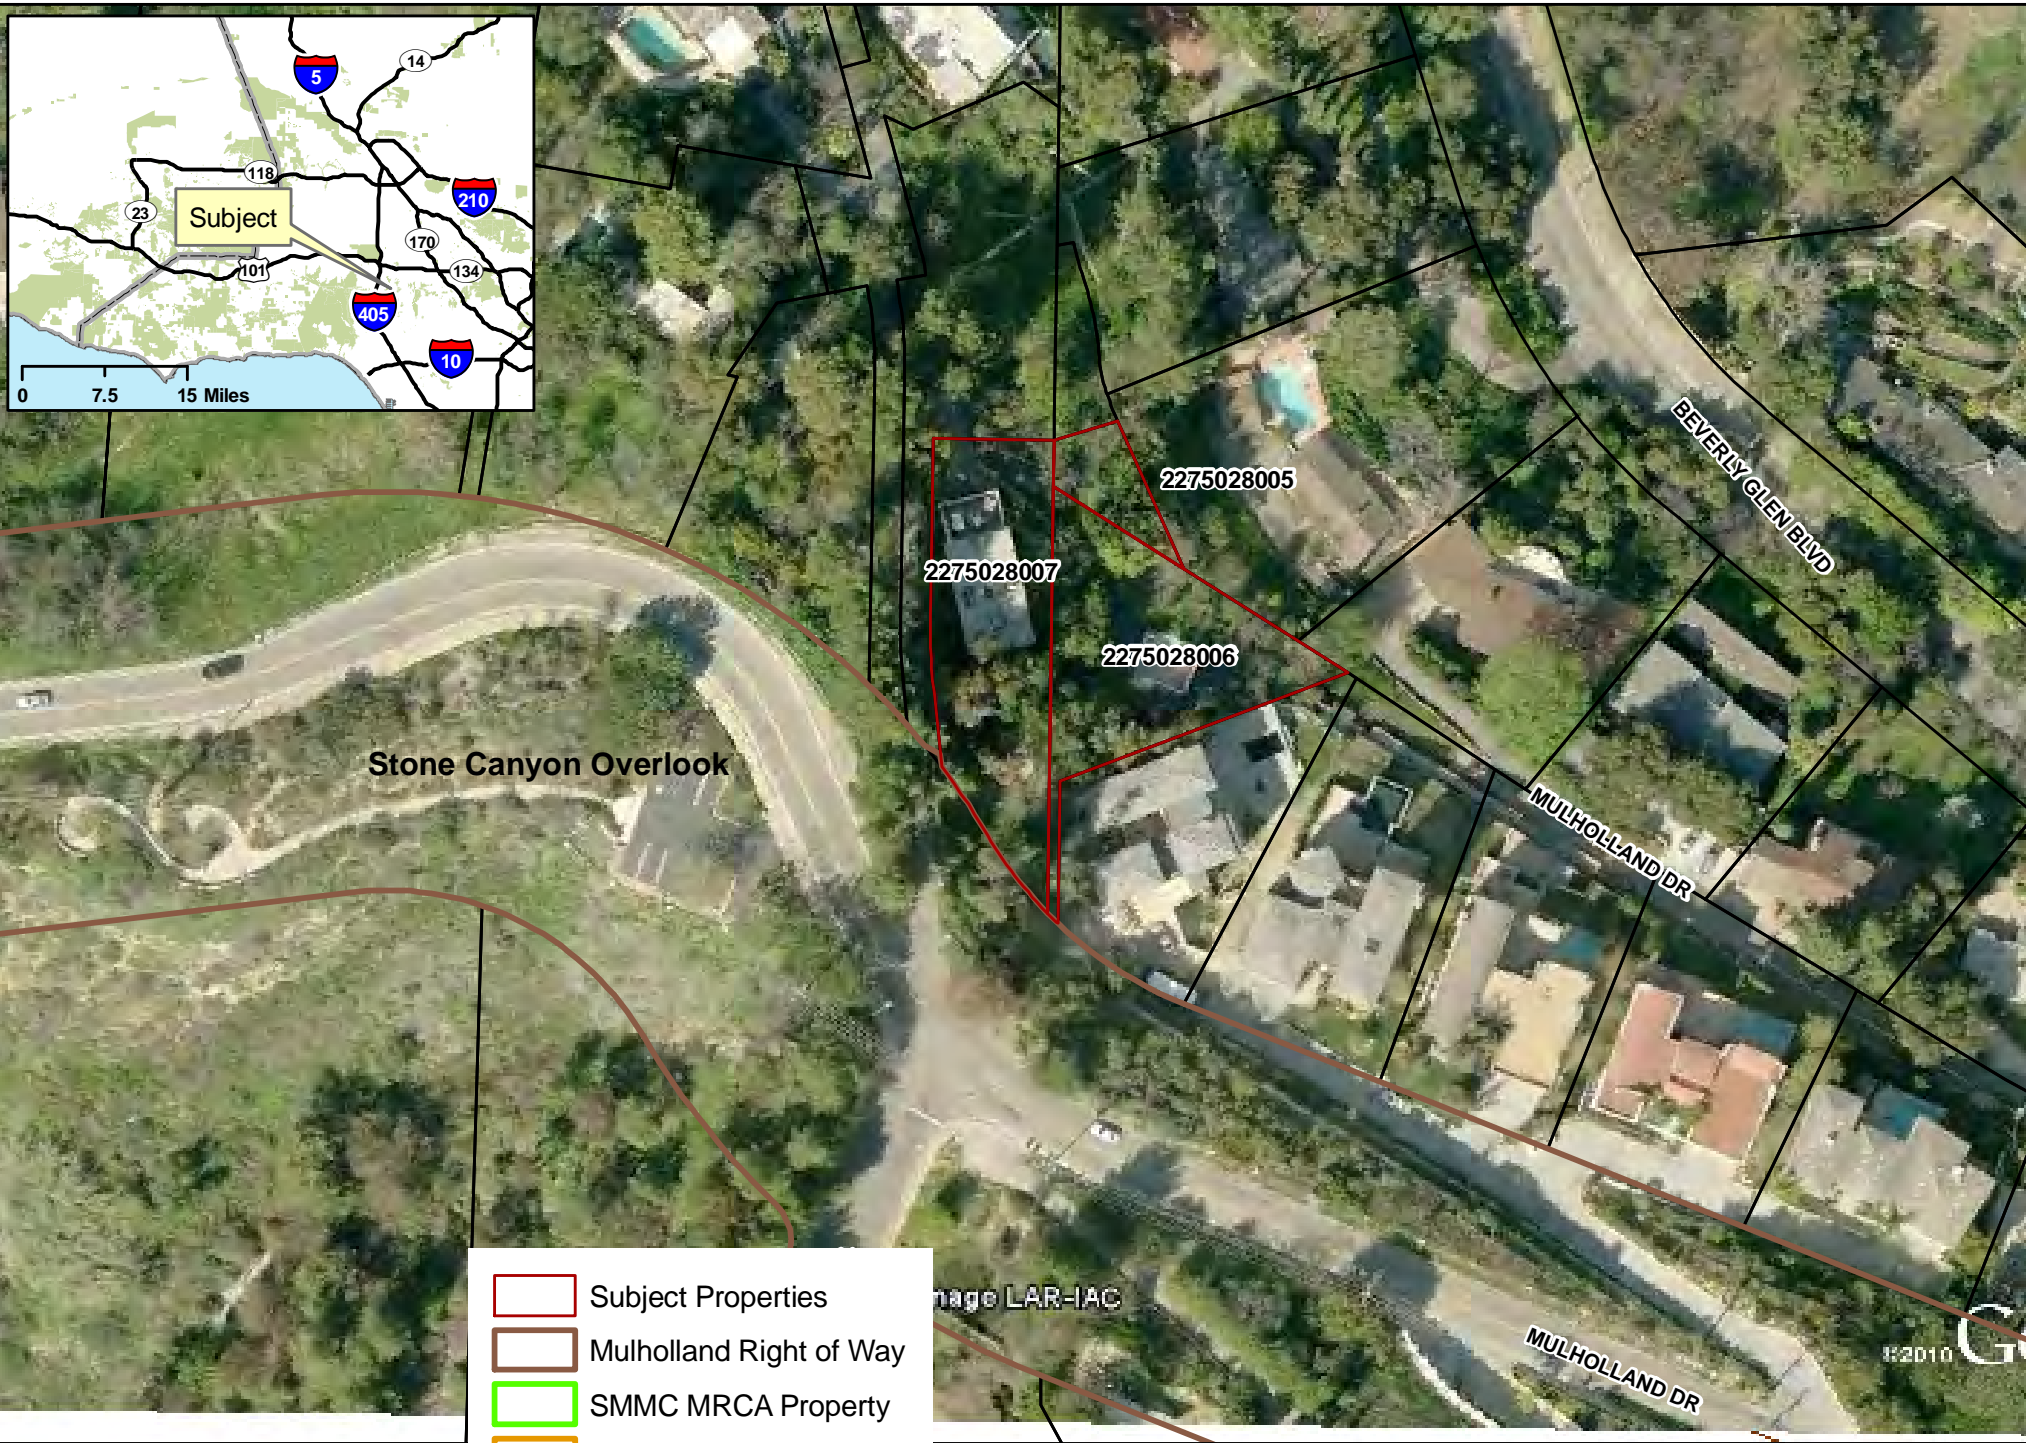 5
14
118
210
23
Subject
170
101
134
405
10
0 7.5 15 Miles
2275028005
BEVERLY GLEN BLVD
2275028007
2275028006
Stone Canyon Overlook
MULHOLLAND DR
Subject Properties
LAR-IAC
Mulholland Right of Way
MULHOLLAND DR
©2010
SMMC MRCA Property